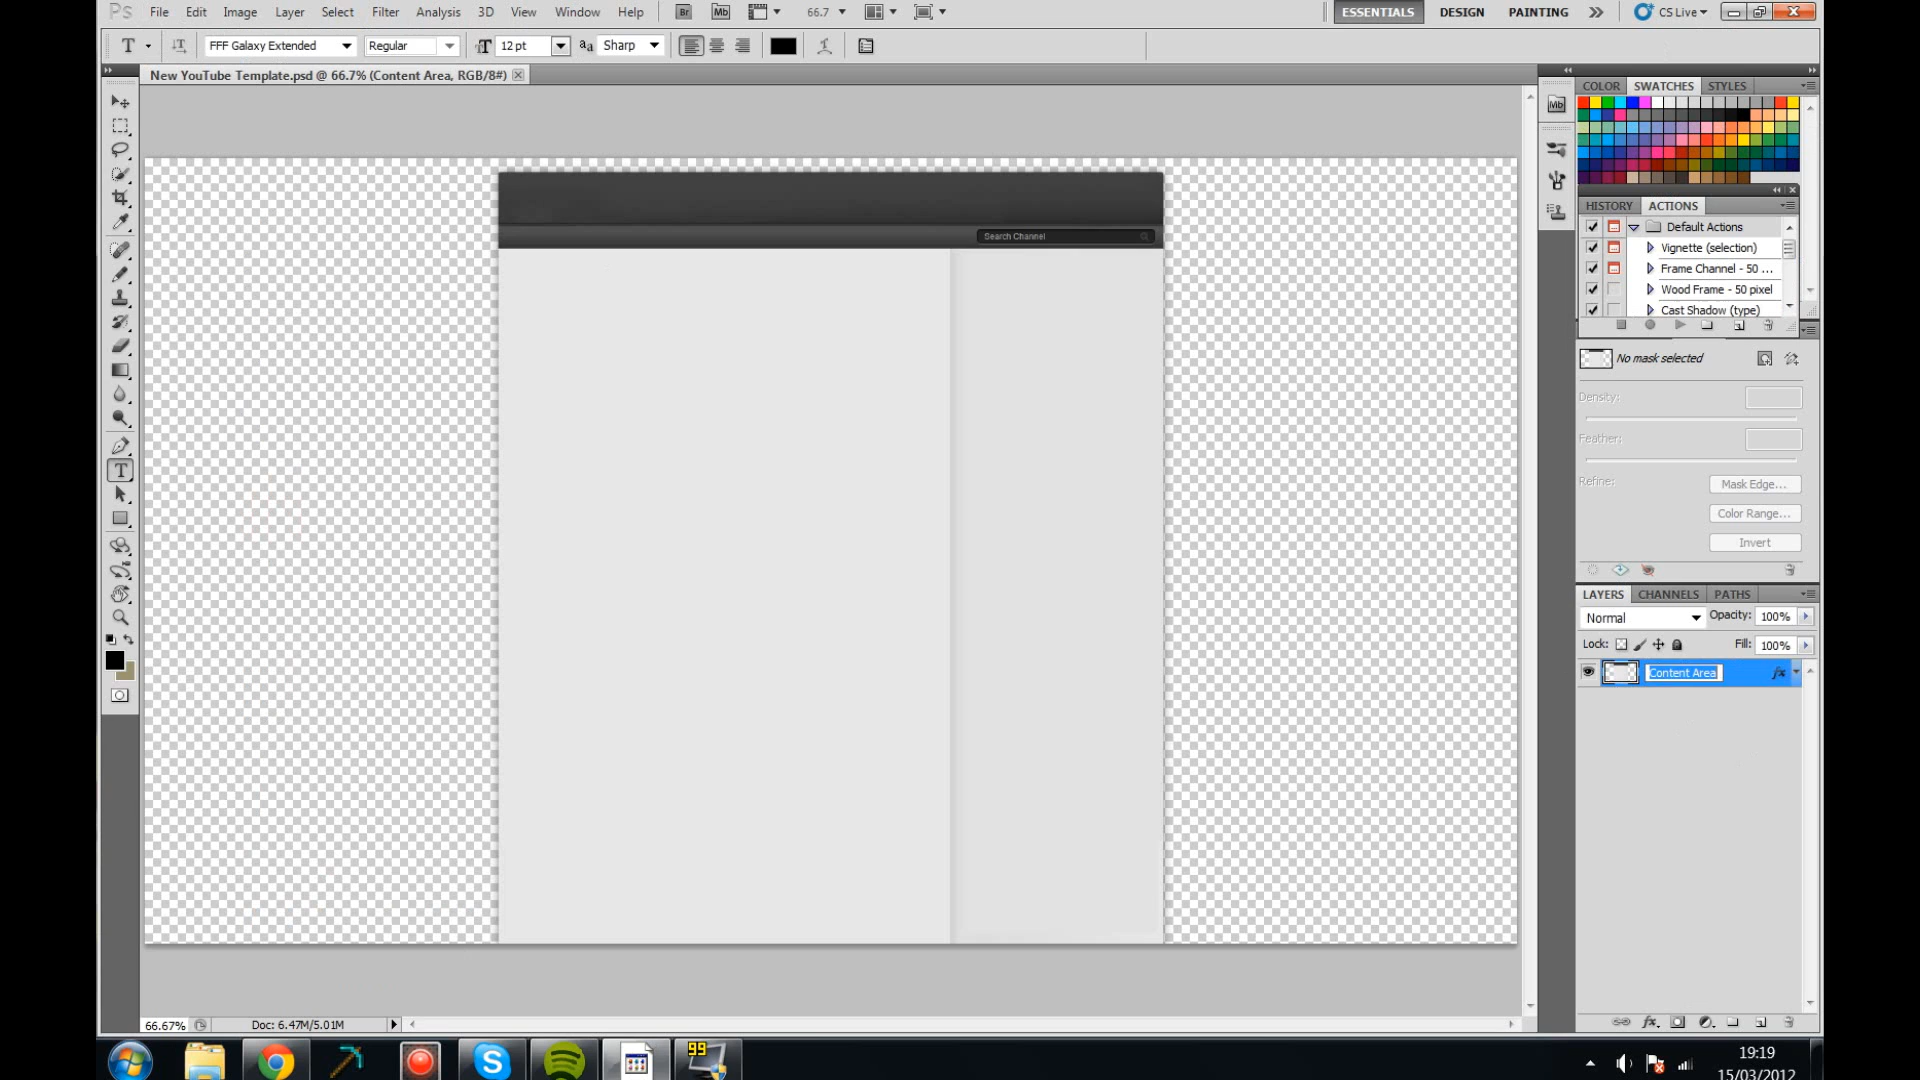 Ps File Edit Image Layer Select Filter Analysis 3D View Window Help Br Mb 66.7 ESSENTIALS DESIGN PAINTING CS Live
T FFF Galaxy Extended Regular 12 pt Sharp
New YouTube Template.psd @ 66.7% (Content Area, RGB/8#)
Search Channel
COLOR SWATCHES STYLES
Mb
HISTORY ACTIONS
Default Actions
Vignette (selection)
Frame Channel - 50 ...
Wood Frame - 50 pixel
Cast Shadow (type)
No mask selected
Density:
Feather:
Refine:
Mask Edge...
Color Range...
Invert
LAYERS CHANNELS PATHS
Normal Opacity: 100%
Lock: Fill: 100%
Content Area fx
66.67% Doc: 6.47M/5.01M
99
19:19
15/03/2012